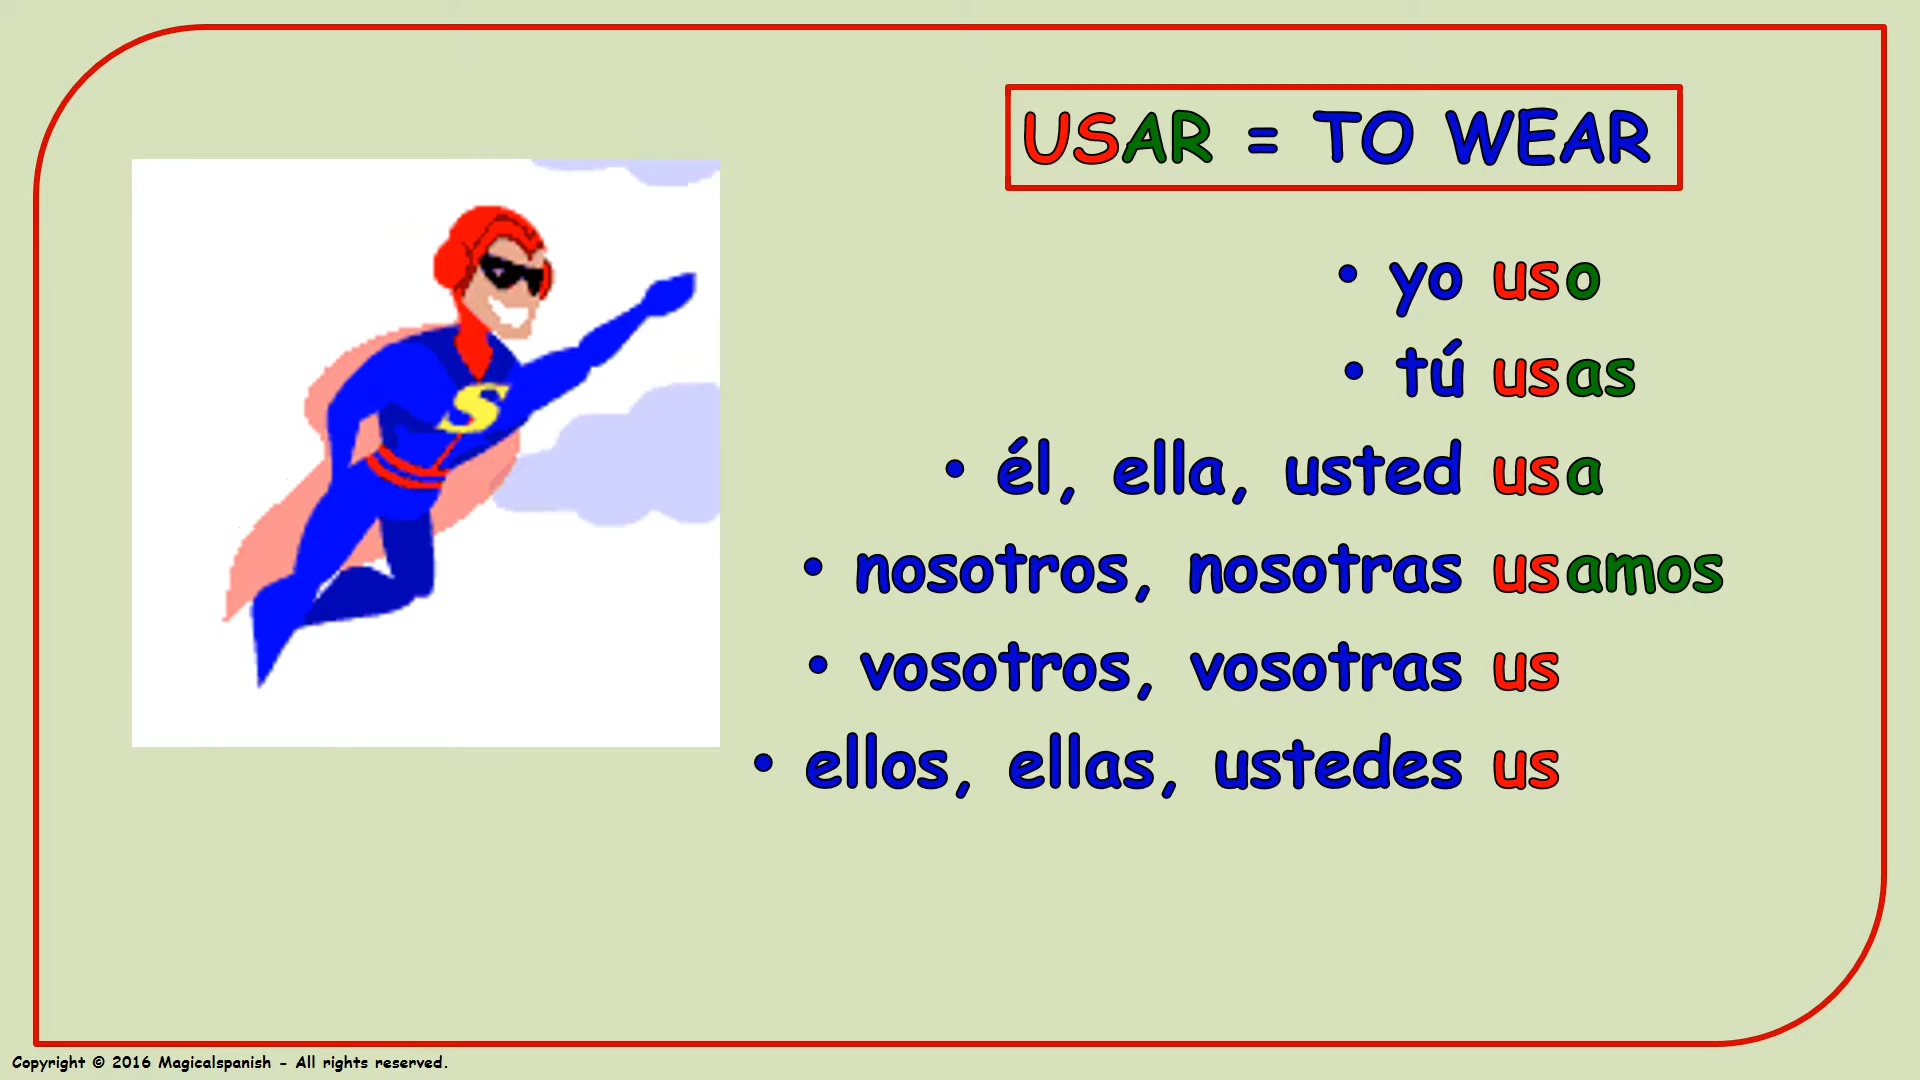 USAR = TO WEAR
• yo uso
• tú usas
• él, ella, usted usa
• nosotros, nosotras usamos
• vosotros, vosotras us
• ellos, ellas, ustedes us
S
Copyright © 2016 Magicalspanish - All rights reserved.